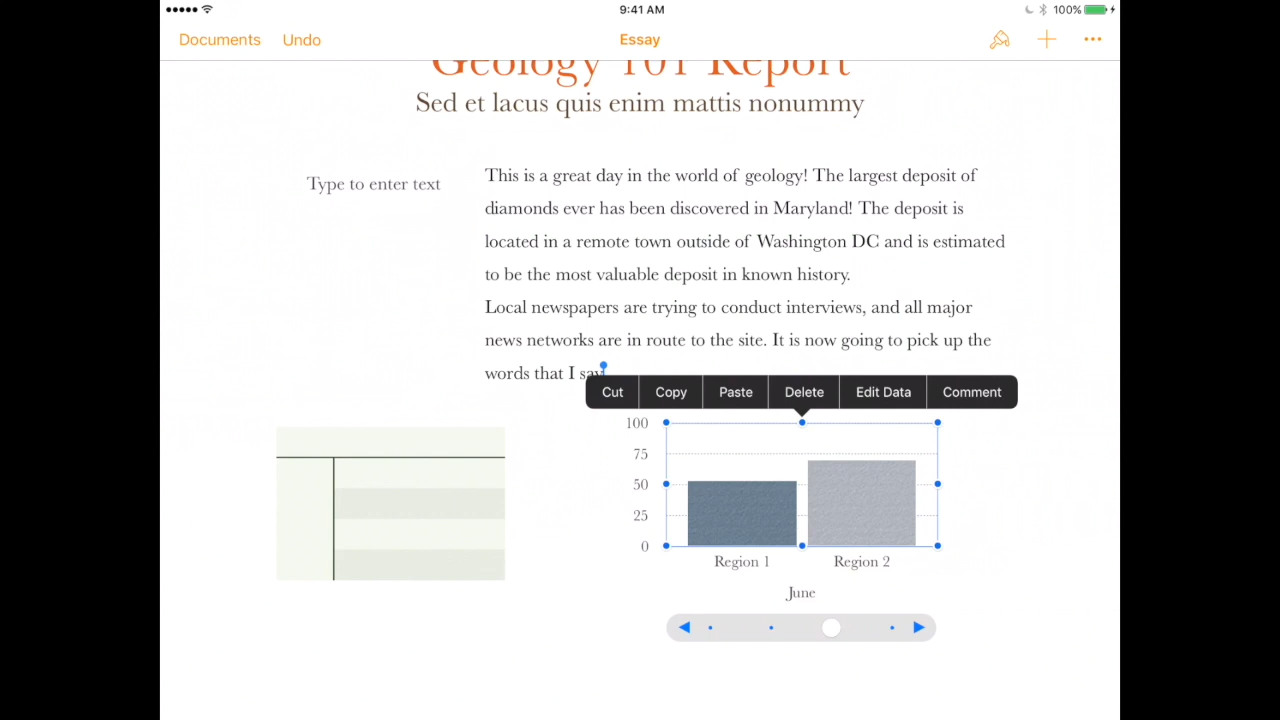 9:41 AM
100%
Documents Undo Essay
Geology 101 Report
Sed et lacus quis enim mattis nonummy
Type to enter text
This is a great day in the world of geology! The largest deposit of
diamonds ever has been discovered in Maryland! The deposit is
located in a remote town outside of Washington DC and is estimated
to be the most valuable deposit in known history.
Local newspapers are trying to conduct interviews, and all major
news networks are in route to the site. It is now going to pick up the
words that I say
Cut Copy Paste Delete Edit Data Comment
100
75
50
25
0
Region 1 Region 2
June